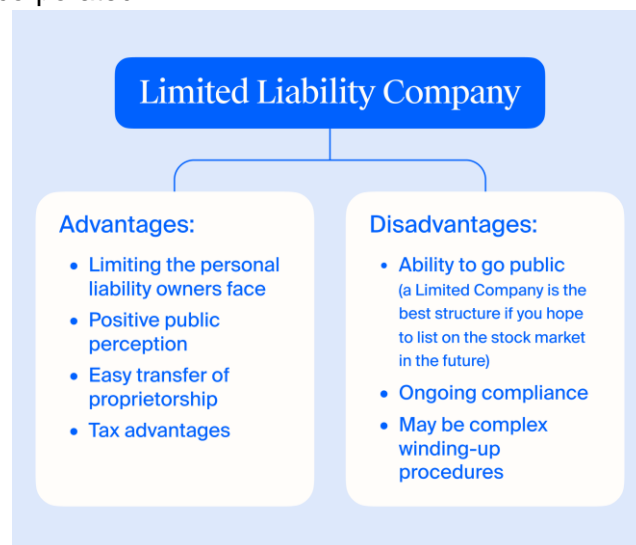 Limited Liability Company
Advantages:
• Limiting the personal
liability owners face
• Positive public
perception
• Easy transfer of
proprietorship
• Tax advantages
Disadvantages:
• Ability to go public
(a Limited Company is the
best structure if you hope
to list on the stock market
in the future)
• Ongoing compliance
• May be complex
winding-up
procedures